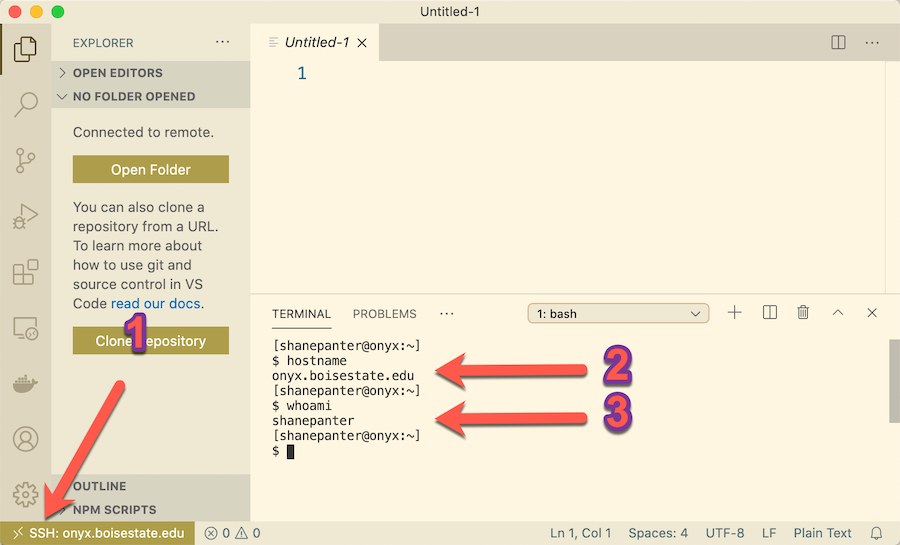 Untitled-1
EXPLORER
Untitled-1
OPEN EDITORS
NO FOLDER OPENED
Connected to remote.
Open Folder
You can also clone a
repository from a URL.
To learn more about
how to use git and
source control in VS
Code read our docs.
1
Clone Repository
OUTLINE
NPM SCRIPTS
1
TERMINAL
PROBLEMS
1: bash
[shanepanter@onyx:~]
$ hostname
onyx.boisestate.edu
2
[shanepanter@onyx:~]
$ whoami
3
shanepanter
[shanepanter@onyx:~]
$
SSH: onyx.boisestate.edu
0
0
Ln 1, Col 1
Spaces: 4
UTF-8
LF
Plain Text